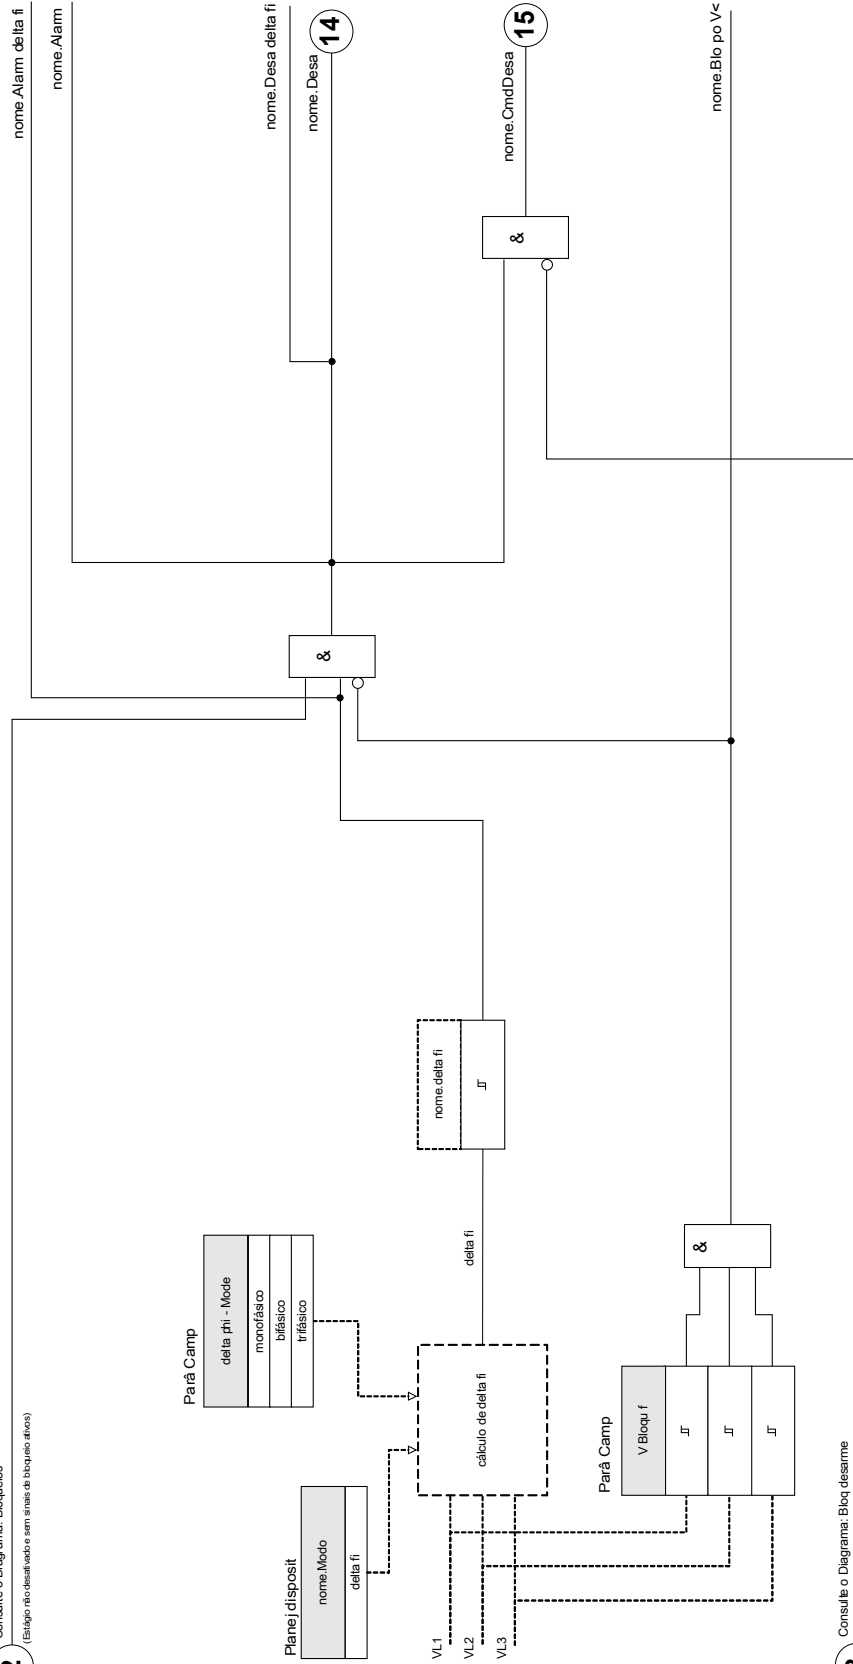 nome.Alarm delta fi
nome.Alarm
nome.Desa delta fi
nome.Desa
14
nome.CmdDesa
15
nome.Blo po V<
&
&
&
(Estágio não desativado e sem sinais de bloqueio ativos)
Parâ Camp
delta phi - Mode
monofásico
bifásico
trifásico
Planej disposit
nome.Modo
delta fi
cálculo de delta fi
delta fi
nome.delta fi
VL1
VL2
VL3
Parâ Camp
V Bloqu f
Consulte o Diagrama: Bloq desarme